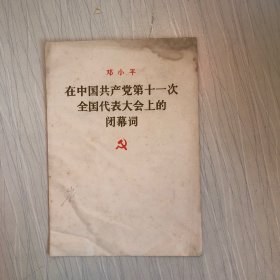 邓小平
在中国共产党第十一次
全国代表大会上的
闭幕词